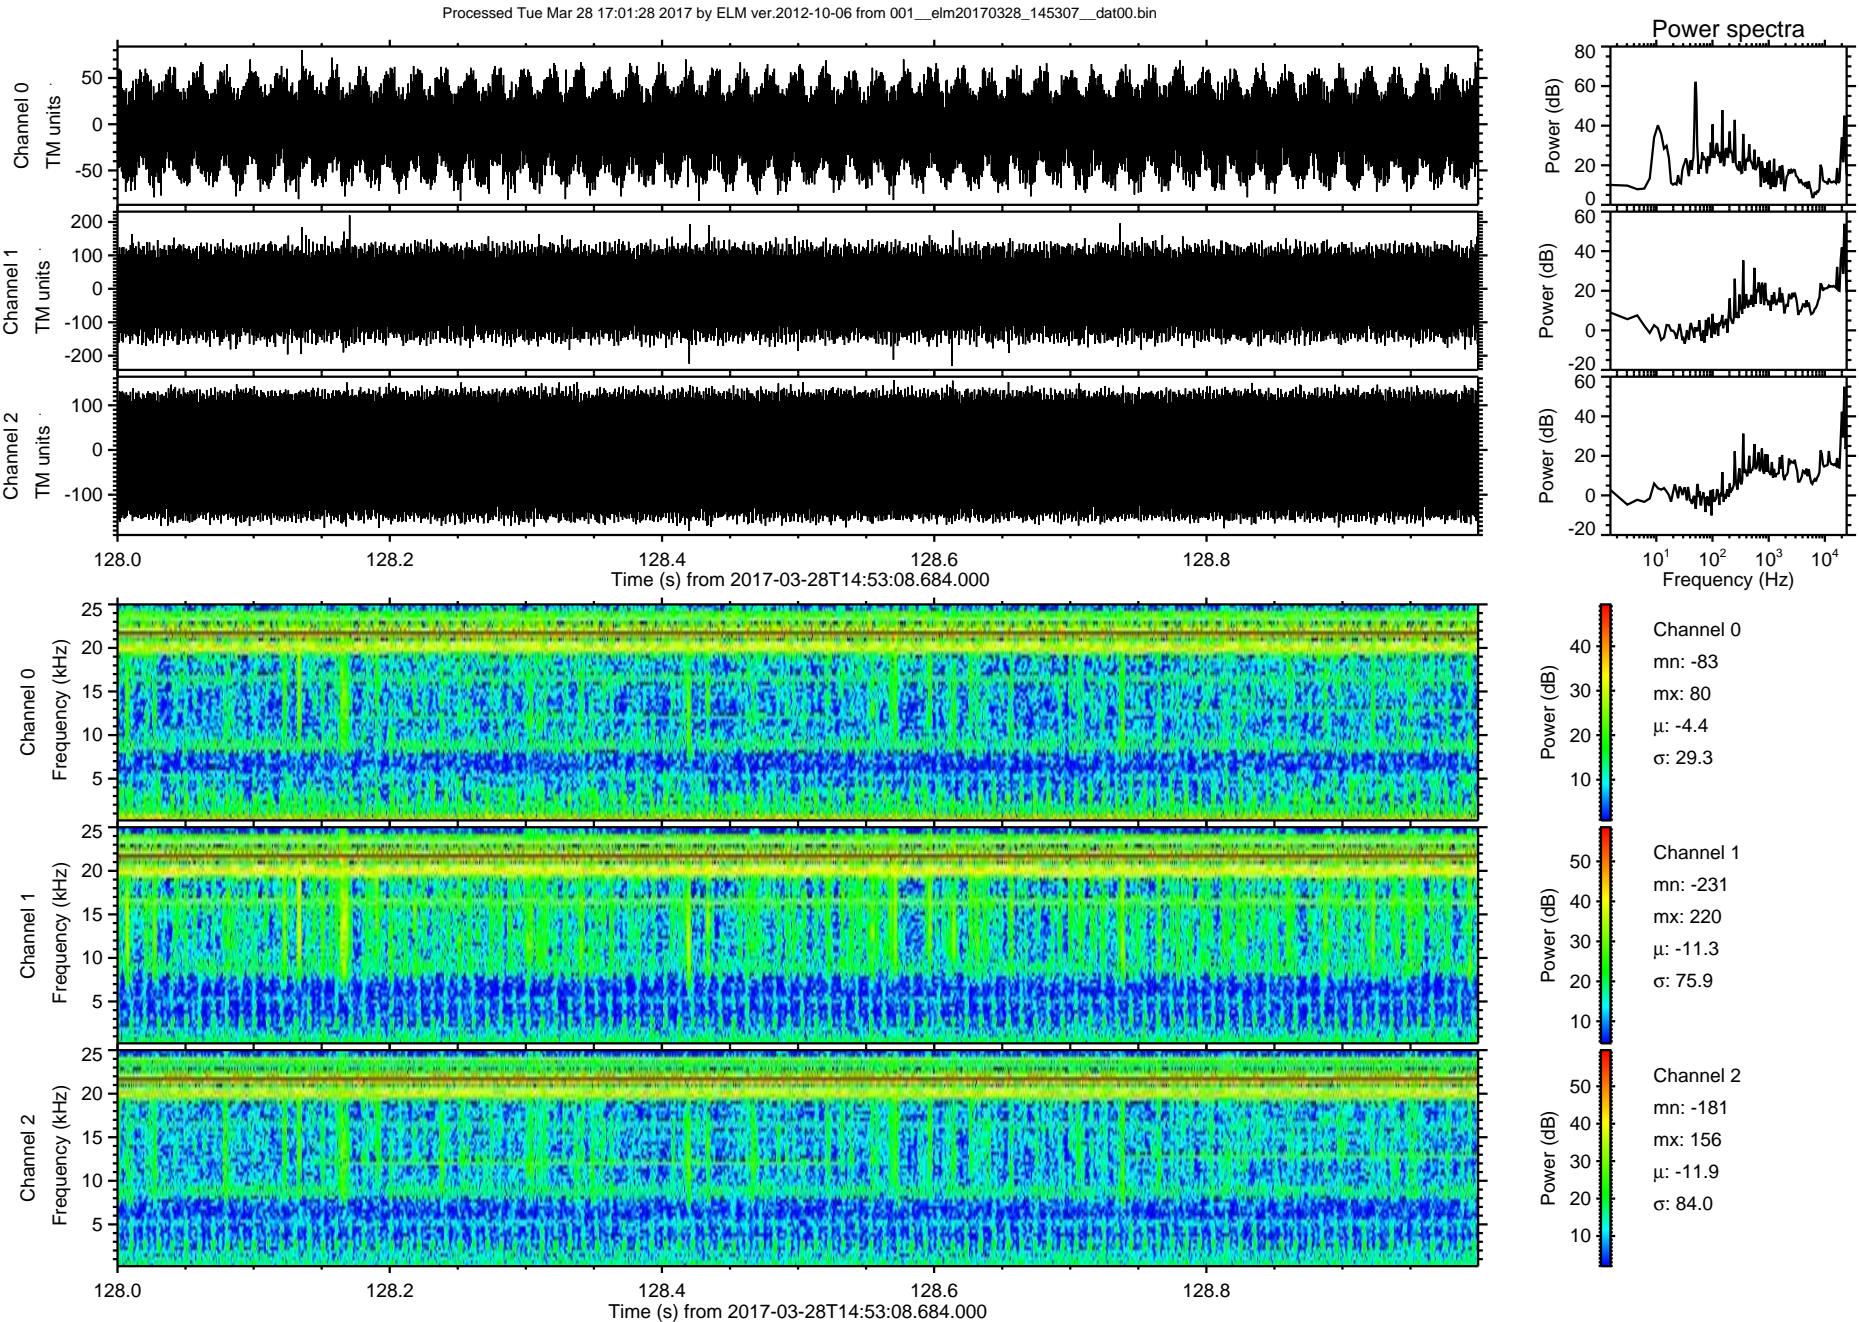 Processed Tue Mar 28 17:01:28 2017 by ELM ver.2012-10-06 from 001__elm20170328_145307__dat00.bin
Power spectra
Channel 0
TM units
50
0
-50
Power (dB)
80
60
40
20
0
Channel 1
TM units
200
100
0
-100
-200
Power (dB)
60
40
20
0
-20
Channel 2
TM units
100
0
-100
Power (dB)
60
40
20
0
-20
128.0 128.2 128.4 128.6 128.8
Time (s) from 2017-03-28T14:53:08.684.000
10¹ 10² 10³ 10⁴
Frequency (Hz)
Channel 0
Frequency (kHz)
25
20
15
10
5
Power (dB)
40
30
20
10
Channel 0
mn: -83
mx: 80
μ: -4.4
σ: 29.3
Channel 1
Frequency (kHz)
25
20
15
10
5
Power (dB)
50
40
30
20
10
Channel 1
mn: -231
mx: 220
μ: -11.3
σ: 75.9
Channel 2
Frequency (kHz)
25
20
15
10
5
Power (dB)
50
40
30
20
10
Channel 2
mn: -181
mx: 156
μ: -11.9
σ: 84.0
128.0 128.2 128.4 128.6 128.8
Time (s) from 2017-03-28T14:53:08.684.000